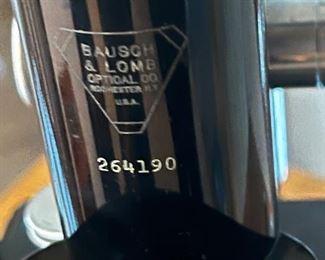 BAUSCH
& LOMB
OPTICAL CO.
ROCHESTER N.Y.
U.S.A.
264190